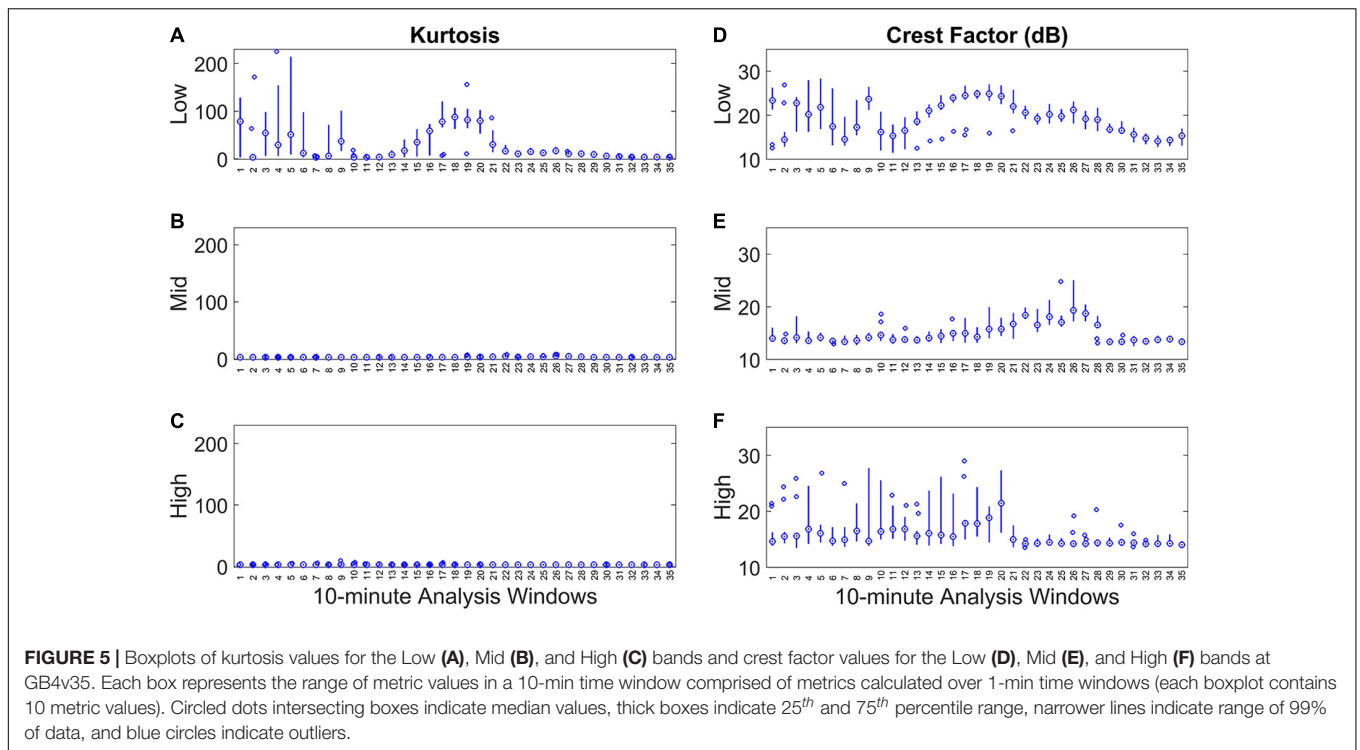 A
Kurtosis
200
100
0
Low
1 2 3 4 5 6 7 8 9 10 11 12 13 14 15 16 17 18 19 20 21 22 23 24 25 26 27 28 29 30 31 32 33 34 35
B
200
100
0
Mid
1 2 3 4 5 6 7 8 9 10 11 12 13 14 15 16 17 18 19 20 21 22 23 24 25 26 27 28 29 30 31 32 33 34 35
C
200
100
0
High
1 2 3 4 5 6 7 8 9 10 11 12 13 14 15 16 17 18 19 20 21 22 23 24 25 26 27 28 29 30 31 32 33 34 35
10-minute Analysis Windows
D
Crest Factor (dB)
30
20
10
Low
1 2 3 4 5 6 7 8 9 10 11 12 13 14 15 16 17 18 19 20 21 22 23 24 25 26 27 28 29 30 31 32 33 34 35
E
30
20
10
Mid
1 2 3 4 5 6 7 8 9 10 11 12 13 14 15 16 17 18 19 20 21 22 23 24 25 26 27 28 29 30 31 32 33 34 35
F
30
20
10
High
1 2 3 4 5 6 7 8 9 10 11 12 13 14 15 16 17 18 19 20 21 22 23 24 25 26 27 28 29 30 31 32 33 34 35
10-minute Analysis Windows
FIGURE 5 | Boxplots of kurtosis values for the Low (A), Mid (B), and High (C) bands and crest factor values for the Low (D), Mid (E), and High (F) bands at
GB4v35. Each box represents the range of metric values in a 10-min time window comprised of metrics calculated over 1-min time windows (each boxplot contains
10 metric values). Circled dots intersecting boxes indicate median values, thick boxes indicate 25th and 75th percentile range, narrower lines indicate range of 99%
of data, and blue circles indicate outliers.